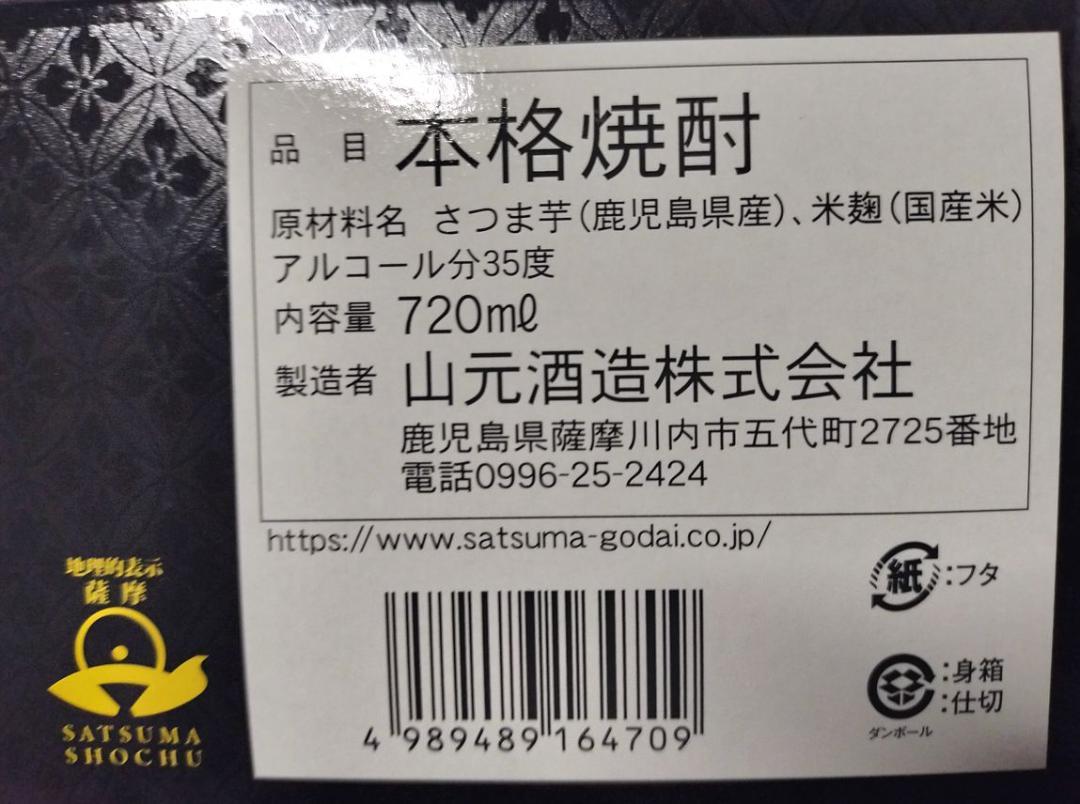 品目 本格焼酎
原材料名 さつま芋(鹿児島県産)、米麹(国産米)
アルコール分35度
内容量 720mℓ
製造者 山元酒造株式会社
鹿児島県薩摩川内市五代町2725番地
電話0996-25-2424
https://www.satsuma-godai.co.jp/
紙:フタ
:身箱
:仕切
ダンボール
4 989489 164709
地理的表示
薩摩
SATSUMA
SHOCHU